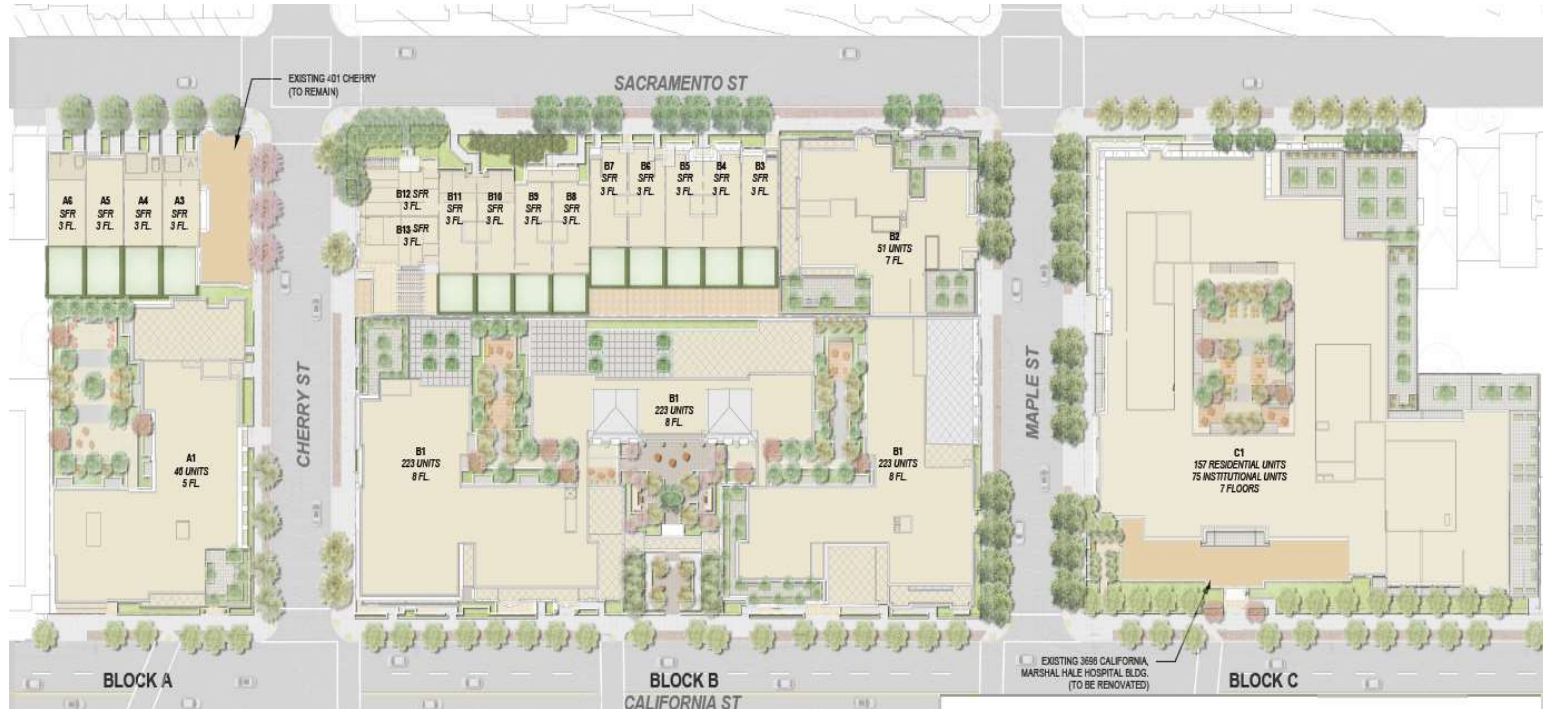 EXISTING 401 CHERRY
(TO REMAIN)
SACRAMENTO ST
A6
SFR
3 FL.
A5
SFR
3 FL.
A4
SFR
3 FL.
A3
SFR
3 FL.
B12 SFR
3 FL.
B13 SFR
3 FL.
B11
SFR
3 FL.
B10
SFR
3 FL.
B9
SFR
3 FL.
B8
SFR
3 FL.
B7
SFR
3 FL.
B6
SFR
3 FL.
B5
SFR
3 FL.
B4
SFR
3 FL.
B3
SFR
3 FL.
B2
51 UNITS
7 FL.
CHERRY ST
MAPLE ST
A1
46 UNITS
5 FL.
B1
223 UNITS
8 FL.
B1
223 UNITS
8 FL.
B1
223 UNITS
8 FL.
C1
157 RESIDENTIAL UNITS
75 INSTITUTIONAL UNITS
7 FLOORS
EXISTING 3698 CALIFORNIA,
MARSHAL HALE HOSPITAL BLDG.
(TO BE RENOVATED)
BLOCK A
BLOCK B
BLOCK C
CALIFORNIA ST